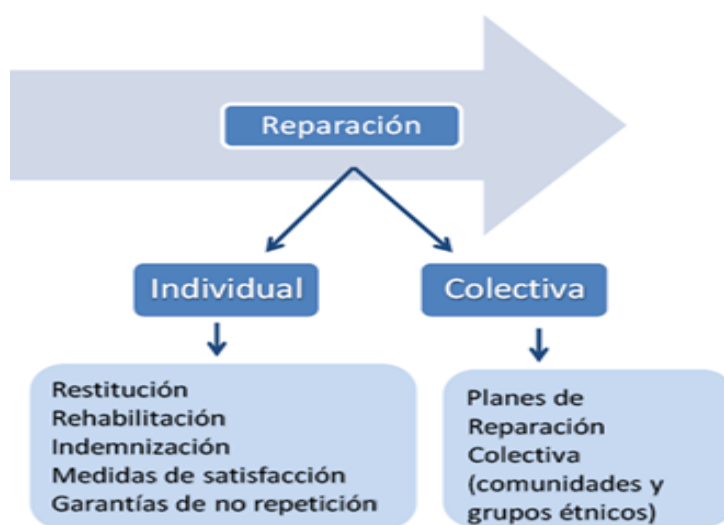 Reparación
Individual
Colectiva
Restitución
Rehabilitación
Indemnización
Medidas de satisfacción
Garantías de no repetición
Planes de
Reparación
Colectiva
(comunidades y
grupos étnicos)